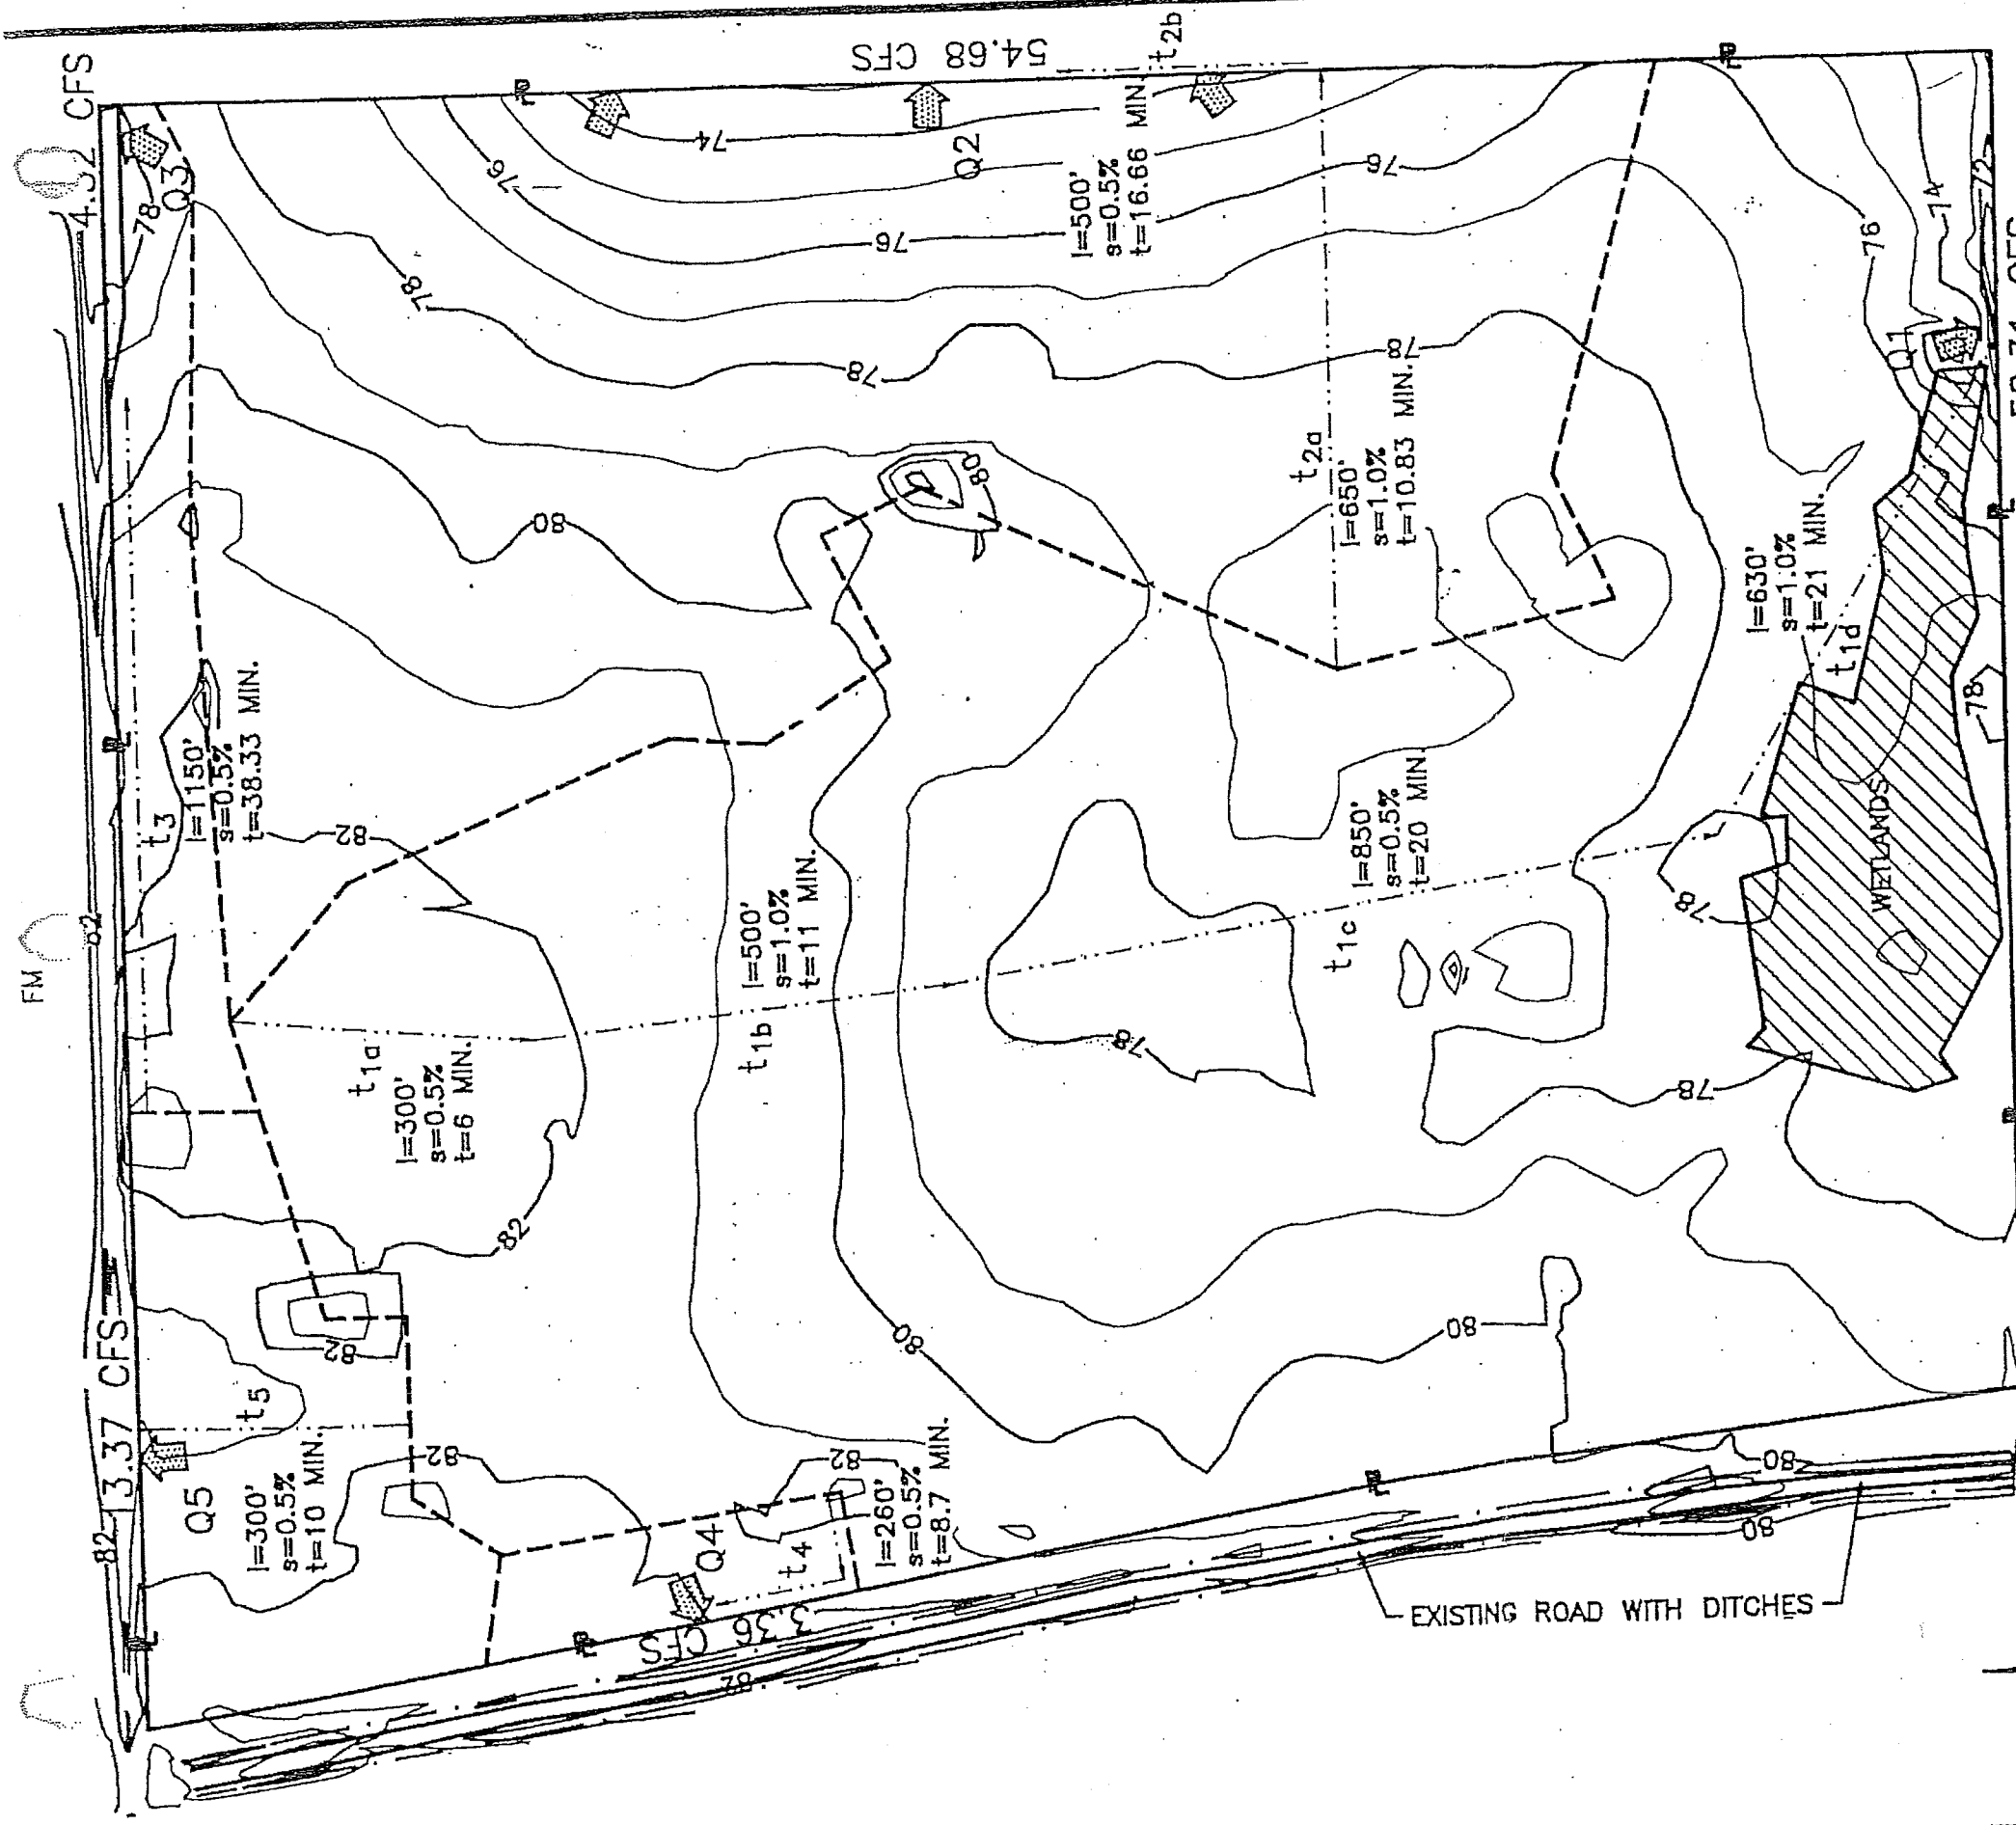 4.32 CFS
54.68 CFS
t2b
Q3
78
74
76
Q2
l=500'
s=0.5%
t=16.66 MIN.
76
76
78
78
78
76
74
72
Q1
80
80
t2a
l=650'
s=1.0%
t=10.83 MIN.
t3
l=1150'
s=0.5%
t=38.33 MIN.
82
FM
82
l=630'
s=1.0%
t=21 MIN.
t1d
78
WETLANDS
t1a
l=300'
s=0.5%
t=6 MIN.
t1b
l=500'
s=1.0%
t=11 MIN.
t1c
l=850'
s=0.5%
t=20 MIN.
78
78
78
82
82
80
80
13.37 CFS
82
Q5
t5
l=300'
s=0.5%
t=10 MIN.
82
82
Q4
t4
l=260'
s=0.5%
t=8.7 MIN.
3.36 CFS
82
80
80
EXISTING ROAD WITH DITCHES